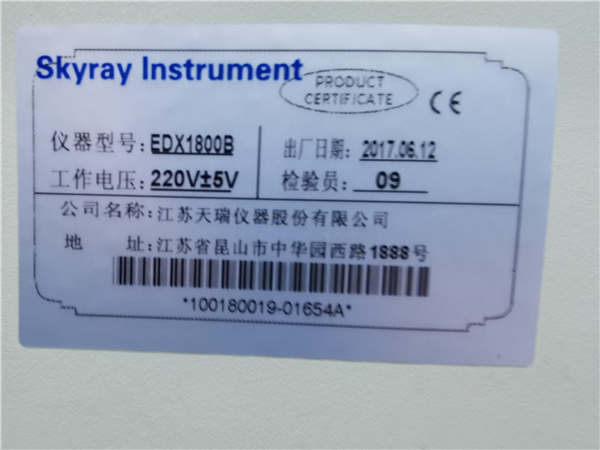 Skyray Instrument
PRODUCT
CERTIFICATE
CE
仪器型号: EDX1800B
出厂日期: 2017.06.12
工作电压: 220V±5V
检验员: 09
公司名称: 江苏天瑞仪器股份有限公司
地 址: 江苏省昆山市中华园西路1888号
*100180019-01654A*